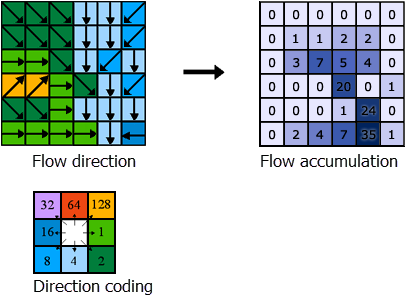 0 0 0 0 0 0
0 1 1 2 2 0
0 3 7 5 4 0
0 0 0 20 0 1
0 0 0 1 24 0
0 2 4 7 35 1
Flow direction Flow accumulation
32 64 128
16 1
8 4 2
Direction coding